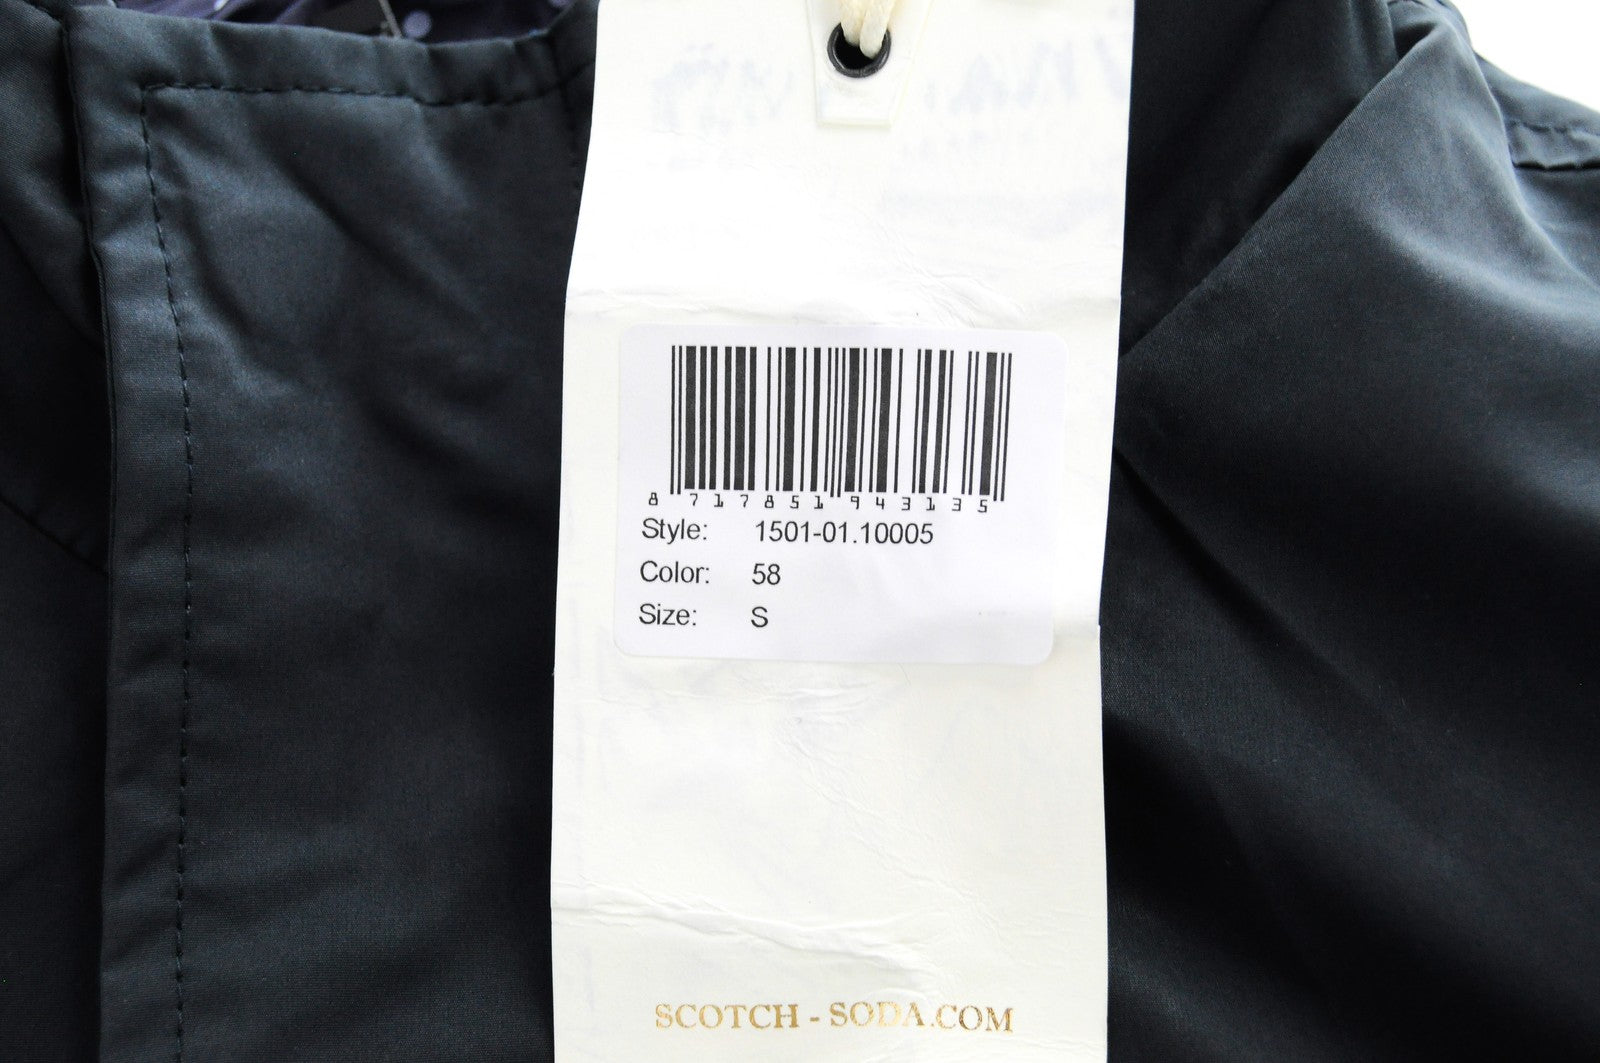 8 717851 943135
Style: 1501-01.10005
Color: 58
Size: S
SCOTCH - SODA.COM